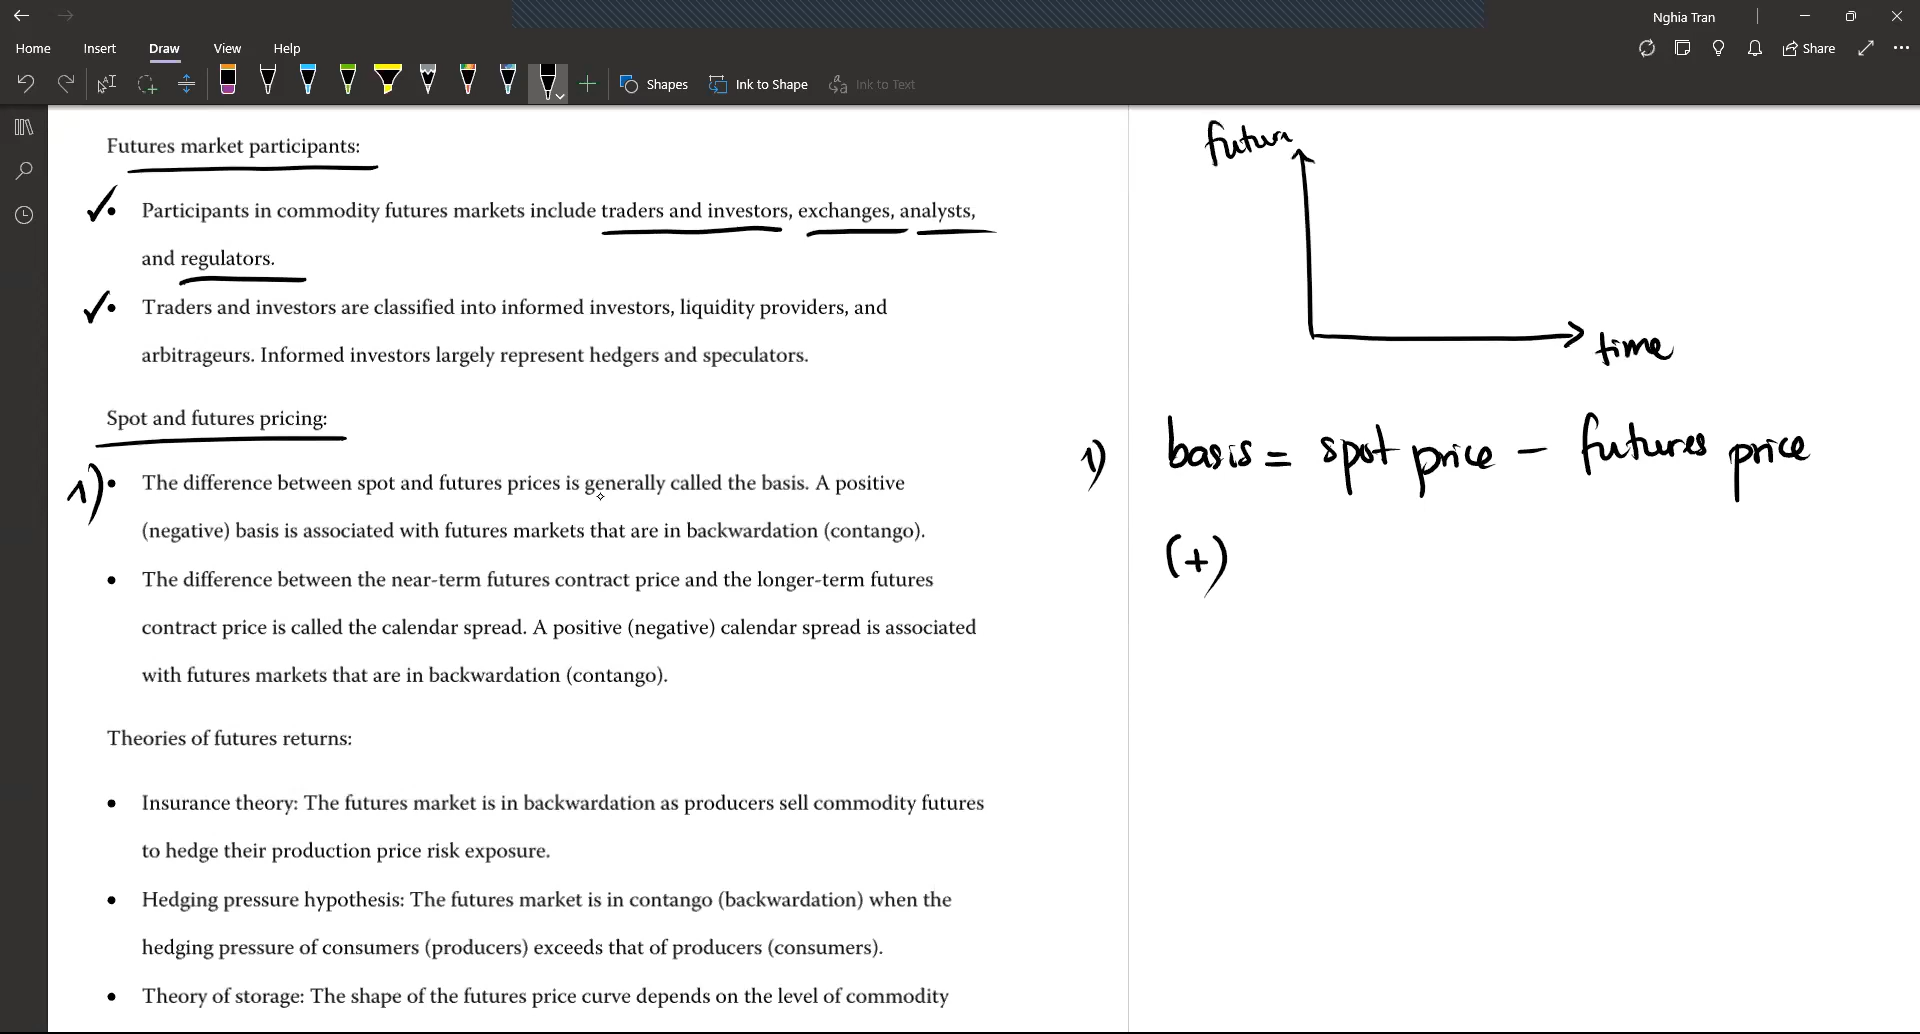 Nghia Tran
Home Insert Draw View Help
Share
Shapes Ink to Shape Ink to Text
Futures market participants:
• Participants in commodity futures markets include traders and investors, exchanges, analysts,
and regulators.
• Traders and investors are classified into informed investors, liquidity providers, and
arbitrageurs. Informed investors largely represent hedgers and speculators.
Spot and futures pricing:
1) • The difference between spot and futures prices is generally called the basis. A positive
(negative) basis is associated with futures markets that are in backwardation (contango).
• The difference between the near-term futures contract price and the longer-term futures
contract price is called the calendar spread. A positive (negative) calendar spread is associated
with futures markets that are in backwardation (contango).
Theories of futures returns:
• Insurance theory: The futures market is in backwardation as producers sell commodity futures
to hedge their production price risk exposure.
• Hedging pressure hypothesis: The futures market is in contango (backwardation) when the
hedging pressure of consumers (producers) exceeds that of producers (consumers).
• Theory of storage: The shape of the futures price curve depends on the level of commodity
time
1) basis = spot price - futures price
(+)